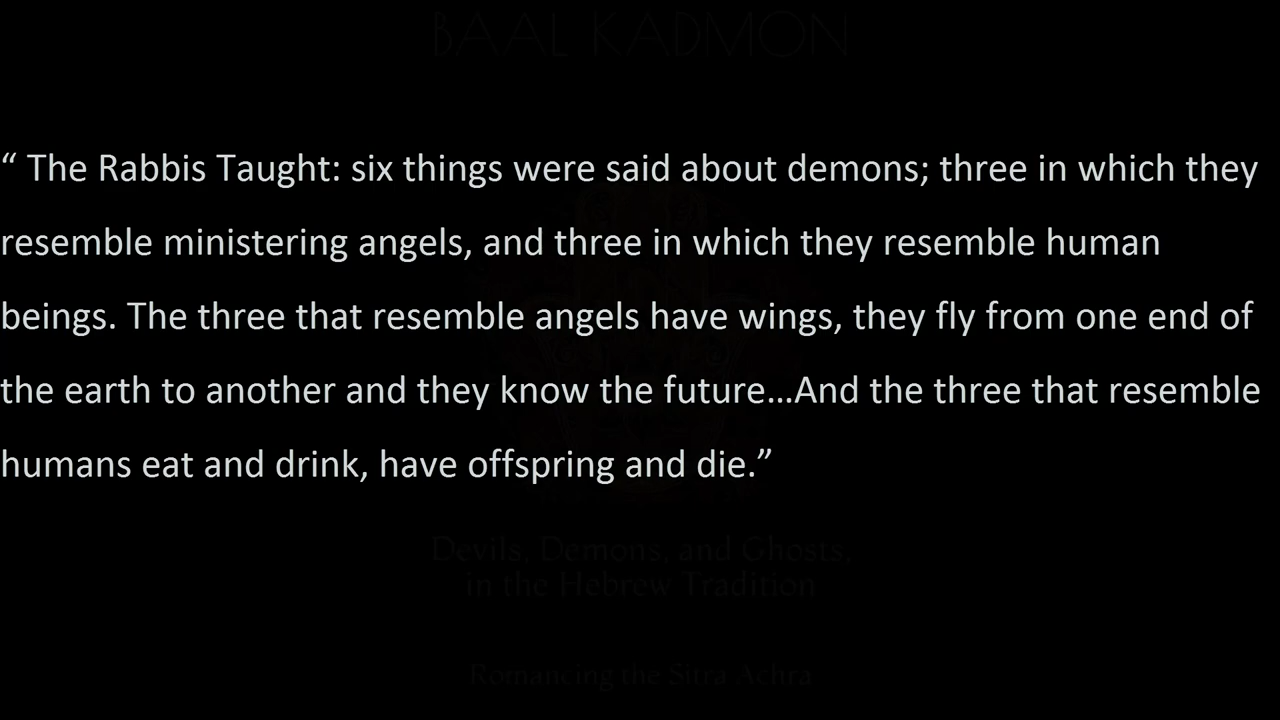 BAAL KADMON
“ The Rabbis Taught: six things were said about demons; three in which they
resemble ministering angels, and three in which they resemble human
beings. The three that resemble angels have wings, they fly from one end of
the earth to another and they know the future…And the three that resemble
humans eat and drink, have offspring and die.”
Devils, Demons, and Ghosts,
in the Hebrew Tradition
Romancing the Sitra Achra